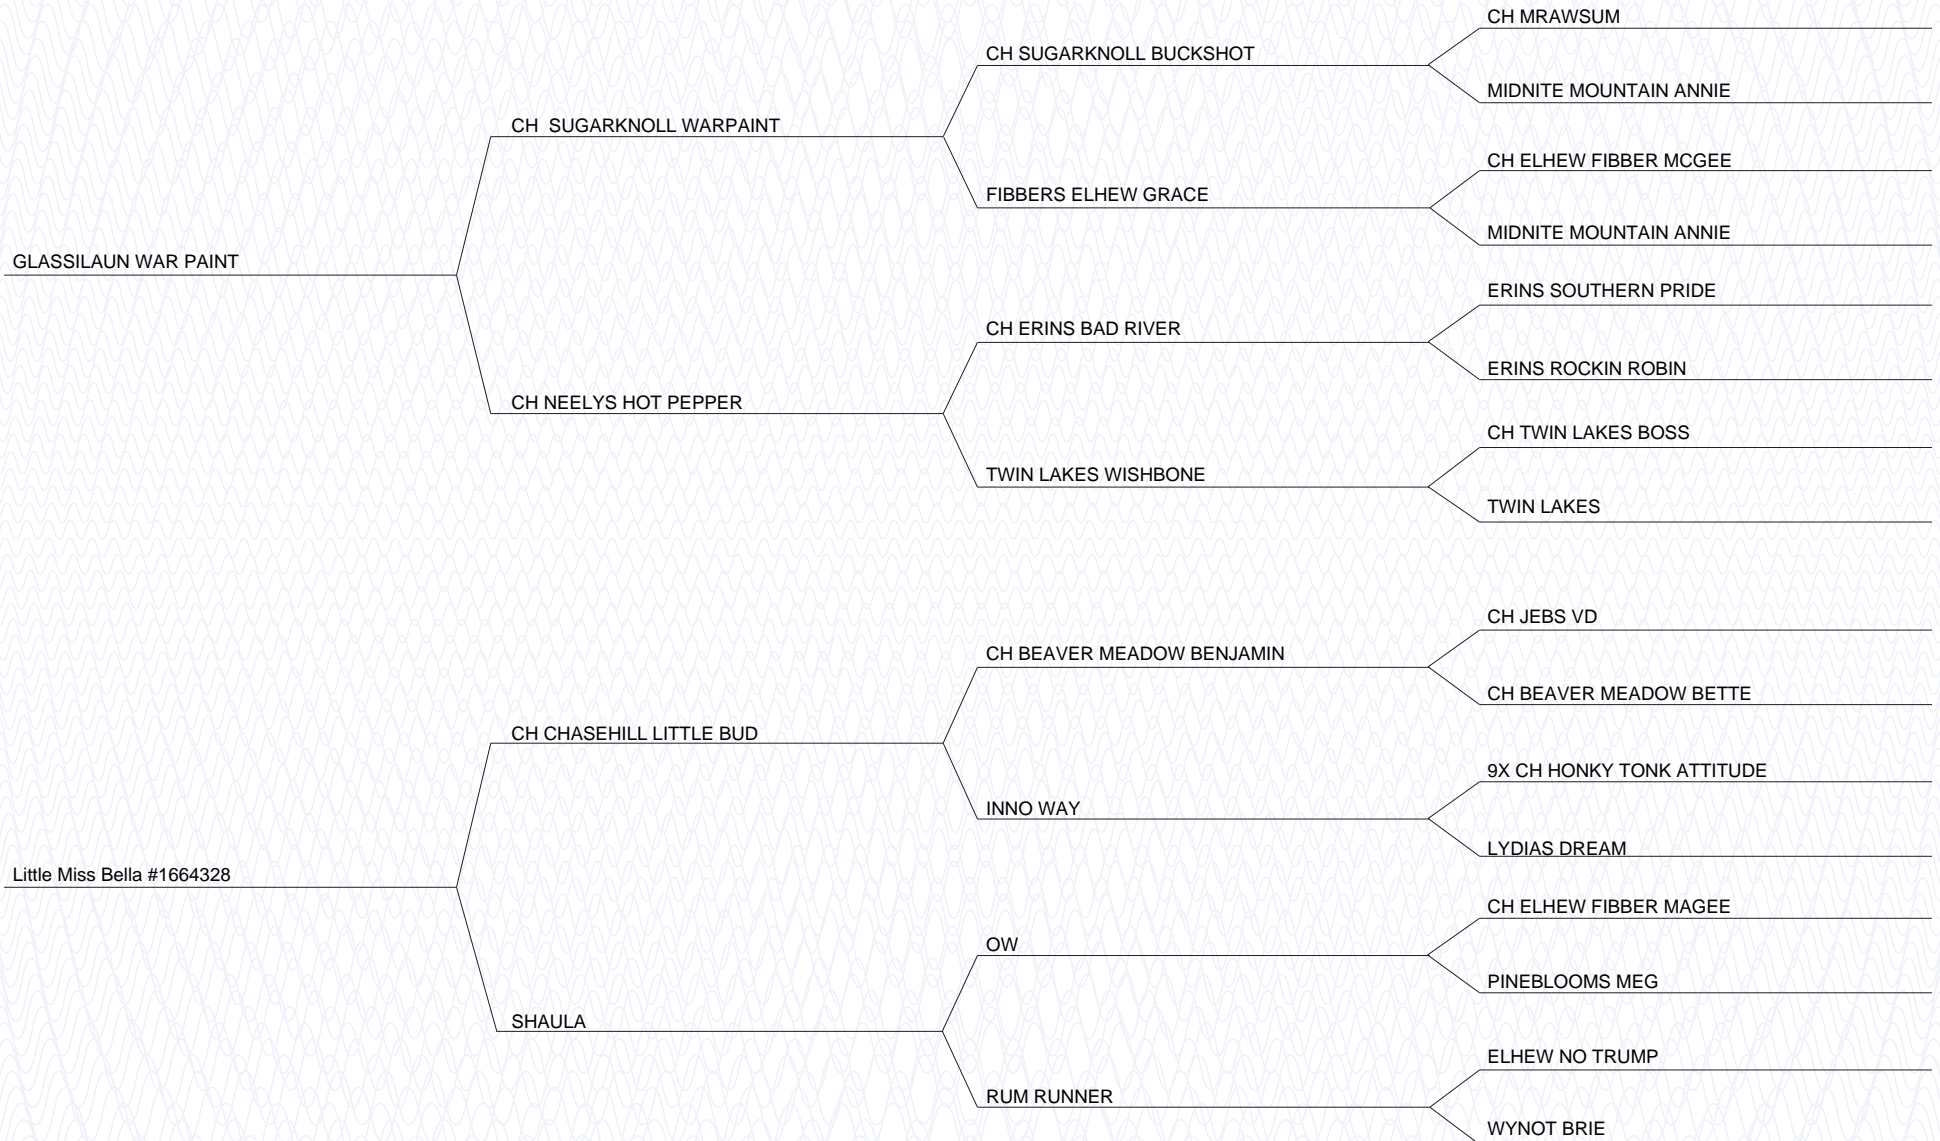 CH MRAWSUM
CH SUGARKNOLL BUCKSHOT
MIDNITE MOUNTAIN ANNIE
CH  SUGARKNOLL WARPAINT
CH ELHEW FIBBER MCGEE
FIBBERS ELHEW GRACE
MIDNITE MOUNTAIN ANNIE
GLASSILAUN WAR PAINT
ERINS SOUTHERN PRIDE
CH ERINS BAD RIVER
ERINS ROCKIN ROBIN
CH NEELYS HOT PEPPER
CH TWIN LAKES BOSS
TWIN LAKES WISHBONE
TWIN LAKES
CH JEBS VD
CH BEAVER MEADOW BENJAMIN
CH BEAVER MEADOW BETTE
CH CHASEHILL LITTLE BUD
9X CH HONKY TONK ATTITUDE
INNO WAY
LYDIAS DREAM
Little Miss Bella #1664328
CH ELHEW FIBBER MAGEE
OW
PINEBLOOMS MEG
SHAULA
ELHEW NO TRUMP
RUM RUNNER
WYNOT BRIE